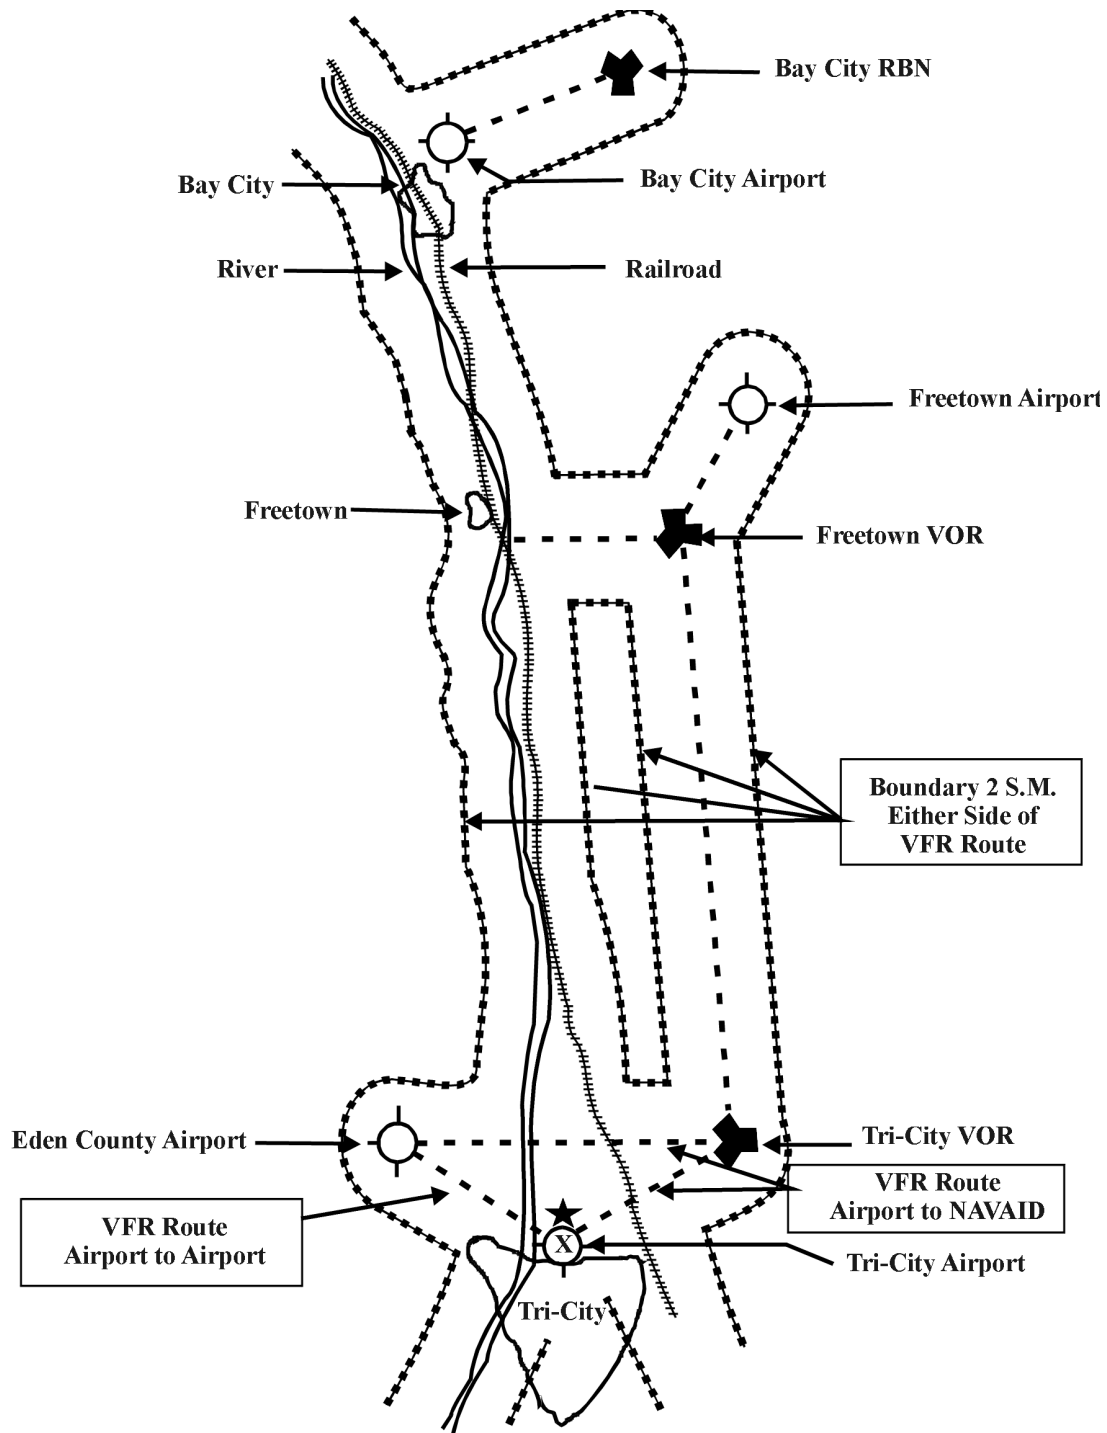 Bay City RBN
Bay City
Bay City Airport
River
Railroad
Freetown Airport
Freetown
Freetown VOR
Boundary 2 S.M.
Either Side of
VFR Route
Eden County Airport
Tri-City VOR
VFR Route
Airport to NAVAID
VFR Route
Airport to Airport
X
Tri-City Airport
Tri-City